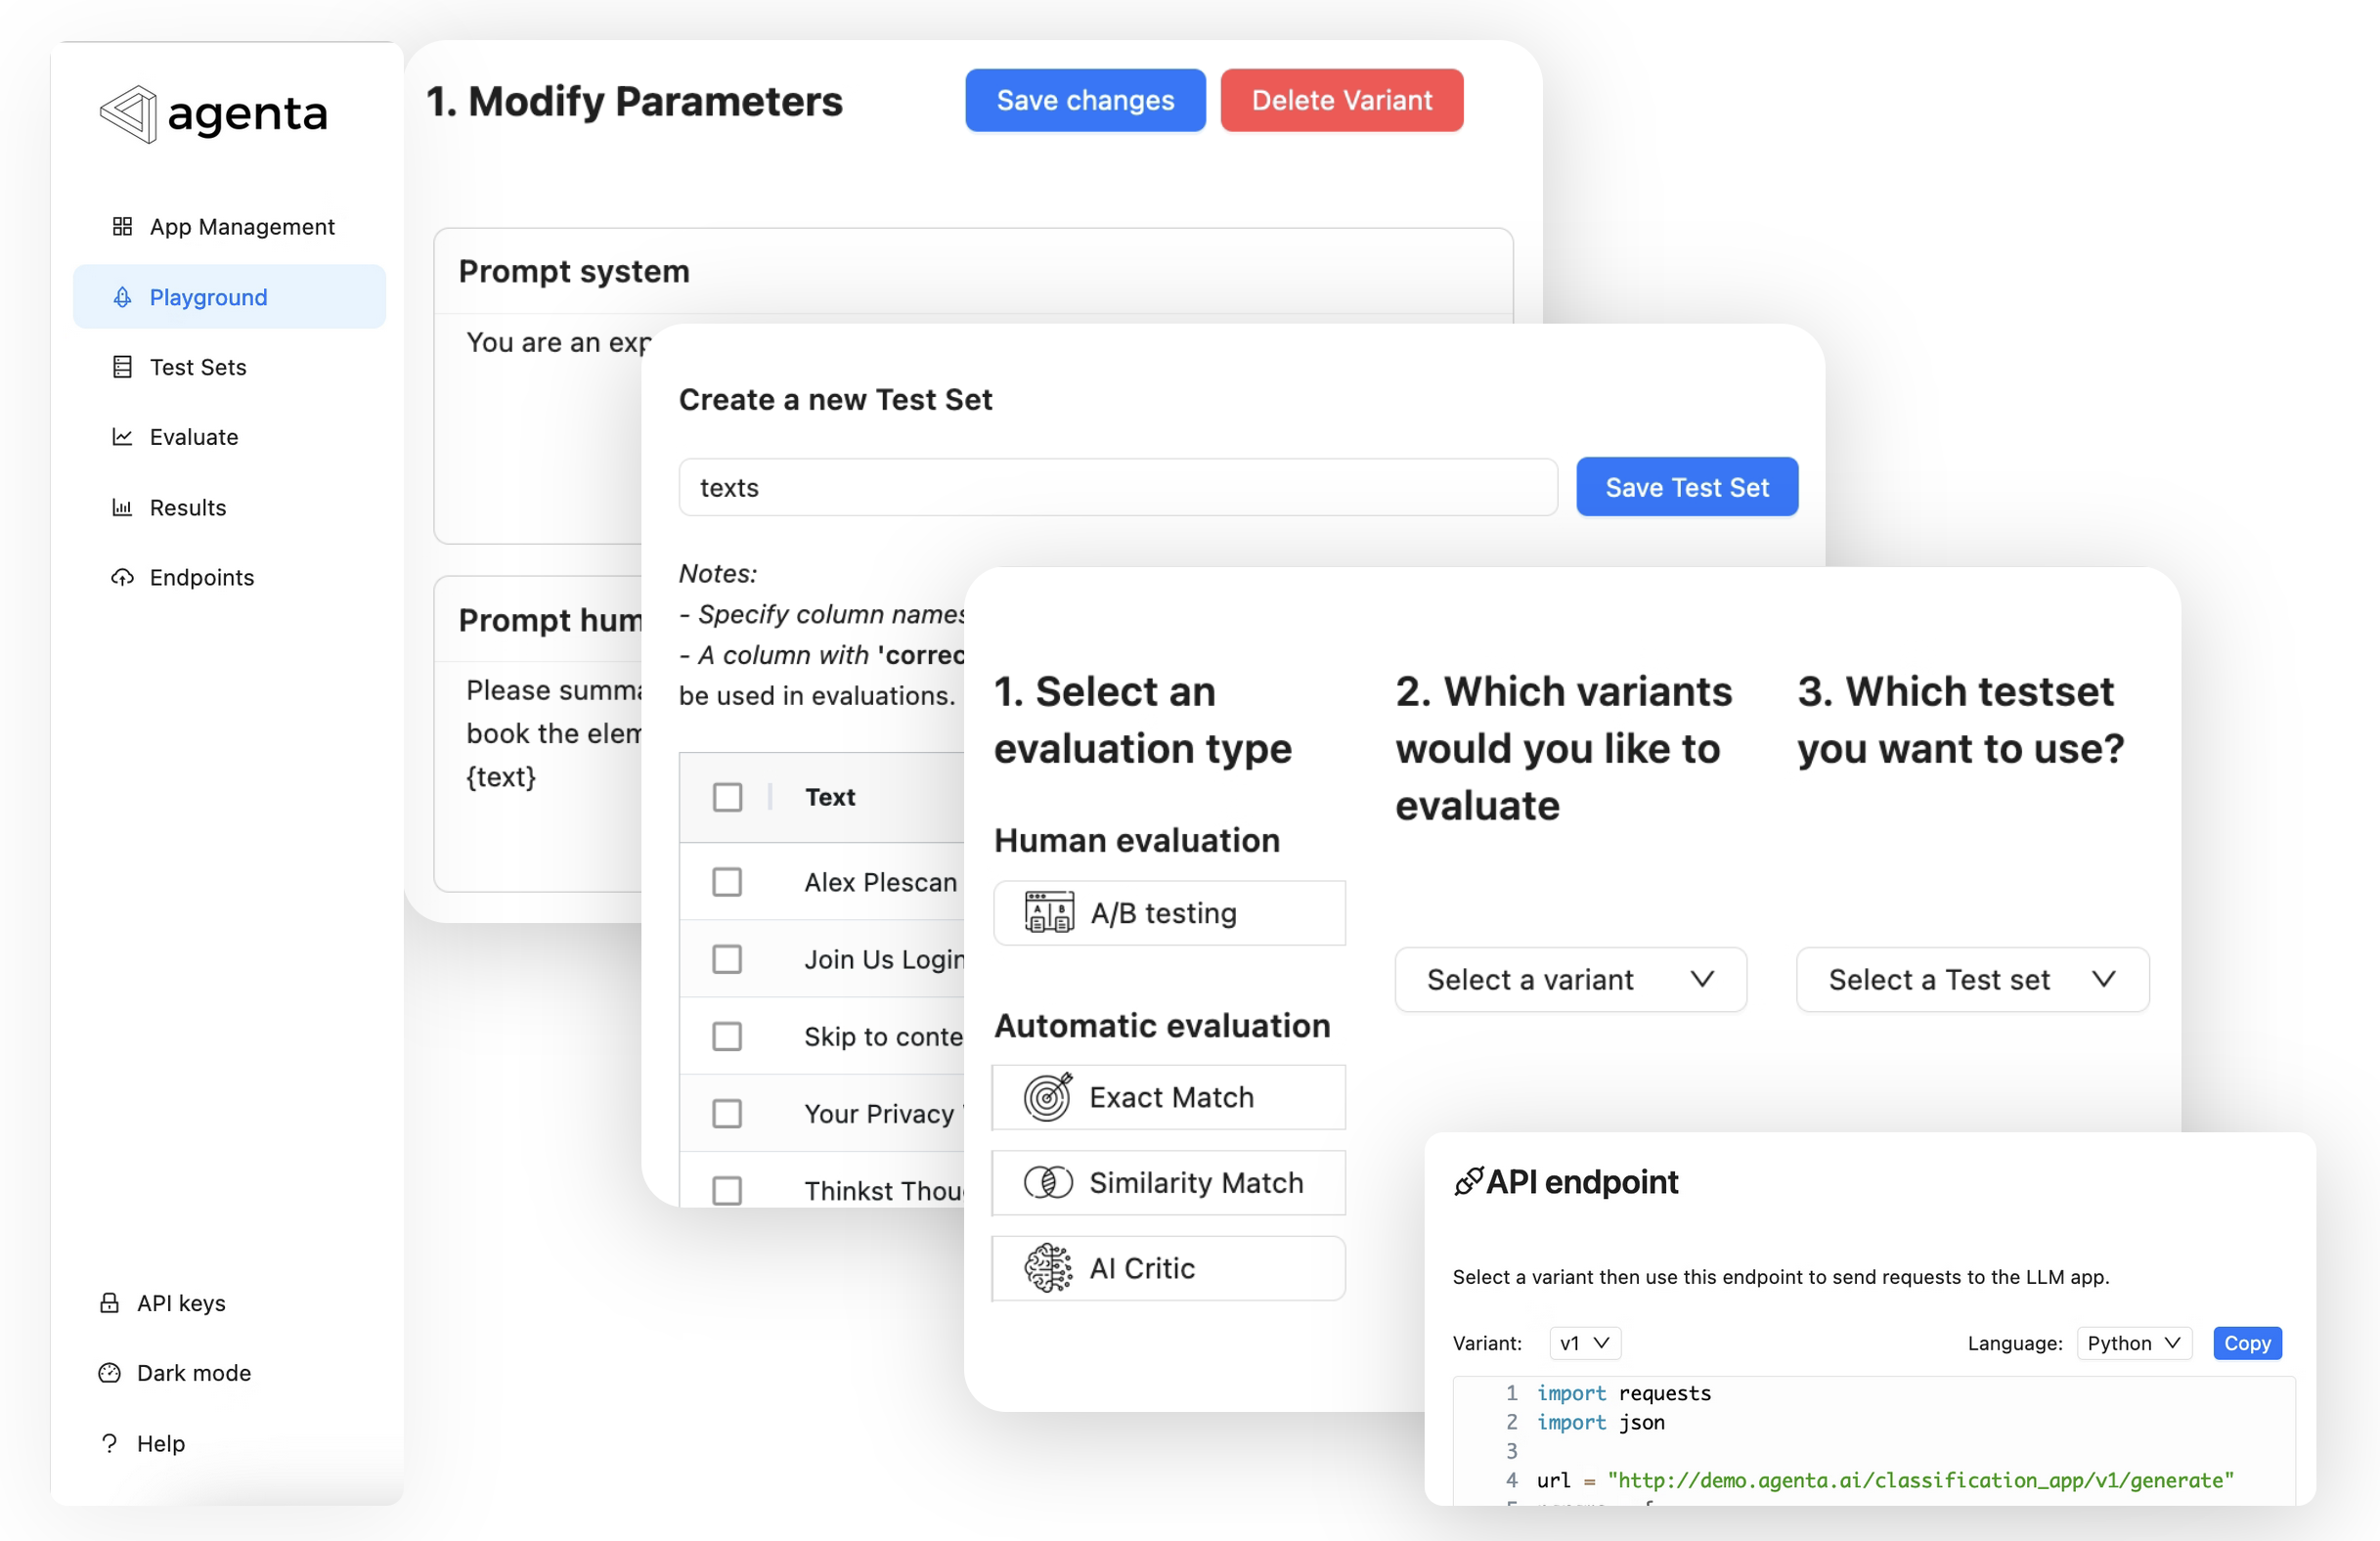 agenta
App Management
Playground
Test Sets
Evaluate
Results
Endpoints
API keys
Dark mode
? Help
1. Modify Parameters
Save changes
Delete Variant
Prompt system
You are an exp
Prompt hum
Please summa
book the elem
{text}
Create a new Test Set
texts
Save Test Set
Notes:
- Specify column names
- A column with 'correc
be used in evaluations.
Text
Alex Plescan
Join Us Login
Skip to conte
Your Privacy
Thinkst Thou
1. Select an
evaluation type
Human evaluation
A B
A/B testing
Automatic evaluation
Exact Match
Similarity Match
AI Critic
2. Which variants
would you like to
evaluate
Select a variant
3. Which testset
you want to use?
Select a Test set
API endpoint
Select a variant then use this endpoint to send requests to the LLM app.
Variant: v1
Language: Python
Copy
1 import requests
2 import json
3
4 url = "http://demo.agenta.ai/classification_app/v1/generate"